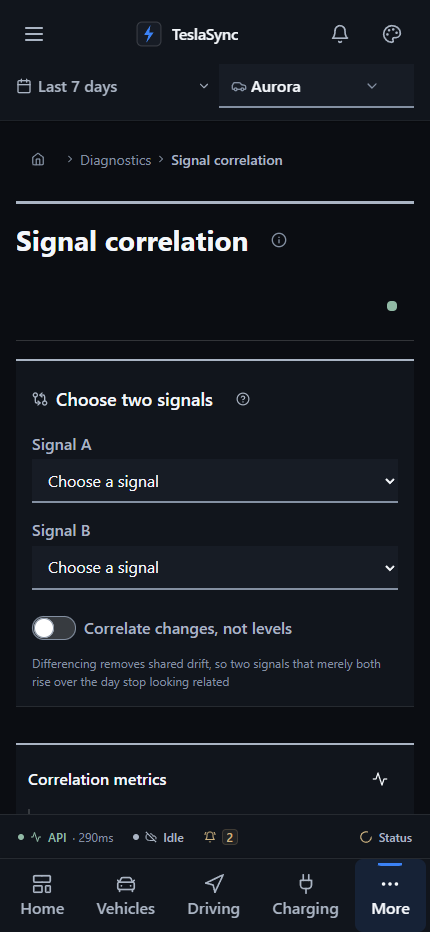 TeslaSync
Last 7 days
Aurora
Diagnostics
Signal correlation
Signal correlation
Choose two signals
Signal A
Choose a signal
Signal B
Choose a signal
Correlate changes, not levels
Differencing removes shared drift, so two signals that merely both
rise over the day stop looking related
Correlation metrics
API · 290ms
Idle
2
Status
Home
Vehicles
Driving
Charging
More